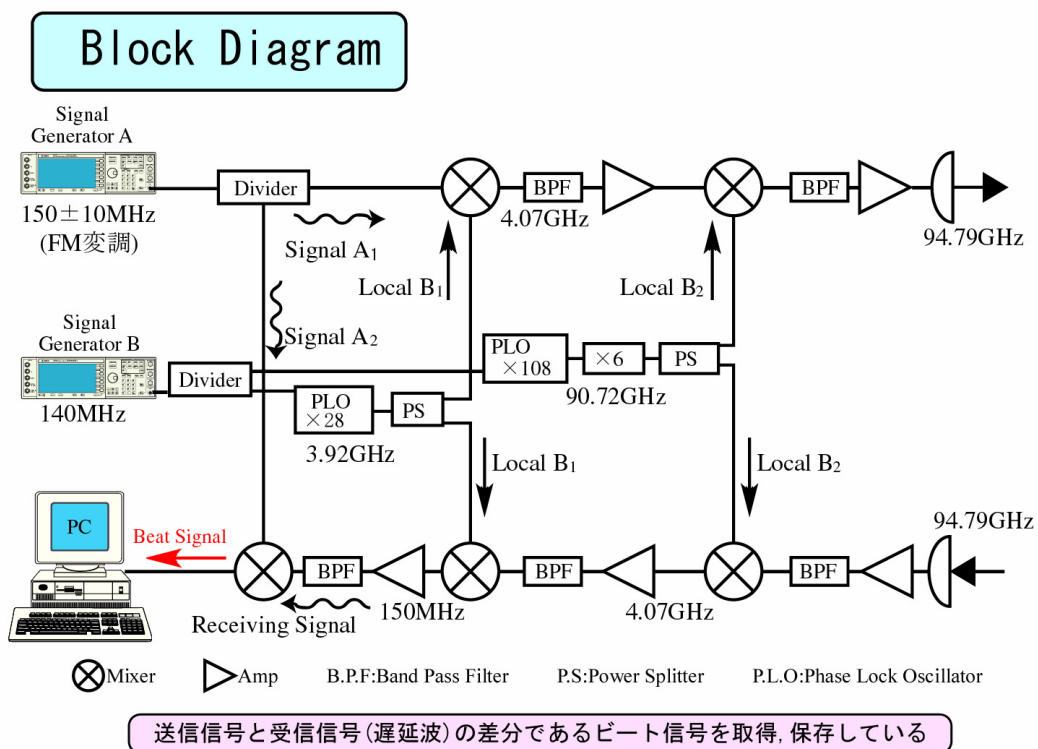 Block Diagram
Signal
Generator A
150±10MHz
(FM変調)
Divider
Signal A1
Signal A2
Local B1
BPF
4.07GHz
Local B2
BPF
94.79GHz
Signal
Generator B
140MHz
Divider
PLO
×28
PS
3.92GHz
PLO
×108
×6
PS
90.72GHz
Local B1
Local B2
94.79GHz
PC
Beat Signal
BPF
Receiving Signal
150MHz
BPF
4.07GHz
BPF
Mixer
Amp
B.P.F:Band Pass Filter
P.S:Power Splitter
P.L.O:Phase Lock Oscillator
送信信号と受信信号(遅延波)の差分であるビート信号を取得, 保存している